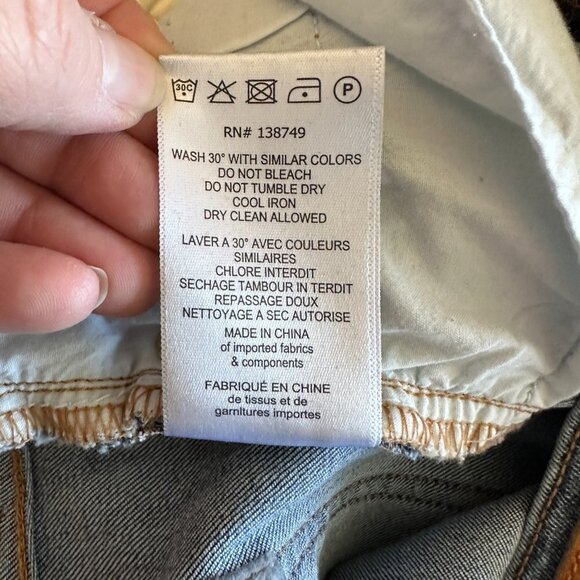 30C P
RN# 138749
WASH 30° WITH SIMILAR COLORS
DO NOT BLEACH
DO NOT TUMBLE DRY
COOL IRON
DRY CLEAN ALLOWED
LAVER A 30° AVEC COULEURS
SIMILAIRES
CHLORE INTERDIT
SECHAGE TAMBOUR IN TERDIT
REPASSAGE DOUX
NETTOYAGE A SEC AUTORISE
MADE IN CHINA
of imported fabrics
& components
FABRIQUÉ EN CHINE
de tissus et de
garnitures importes